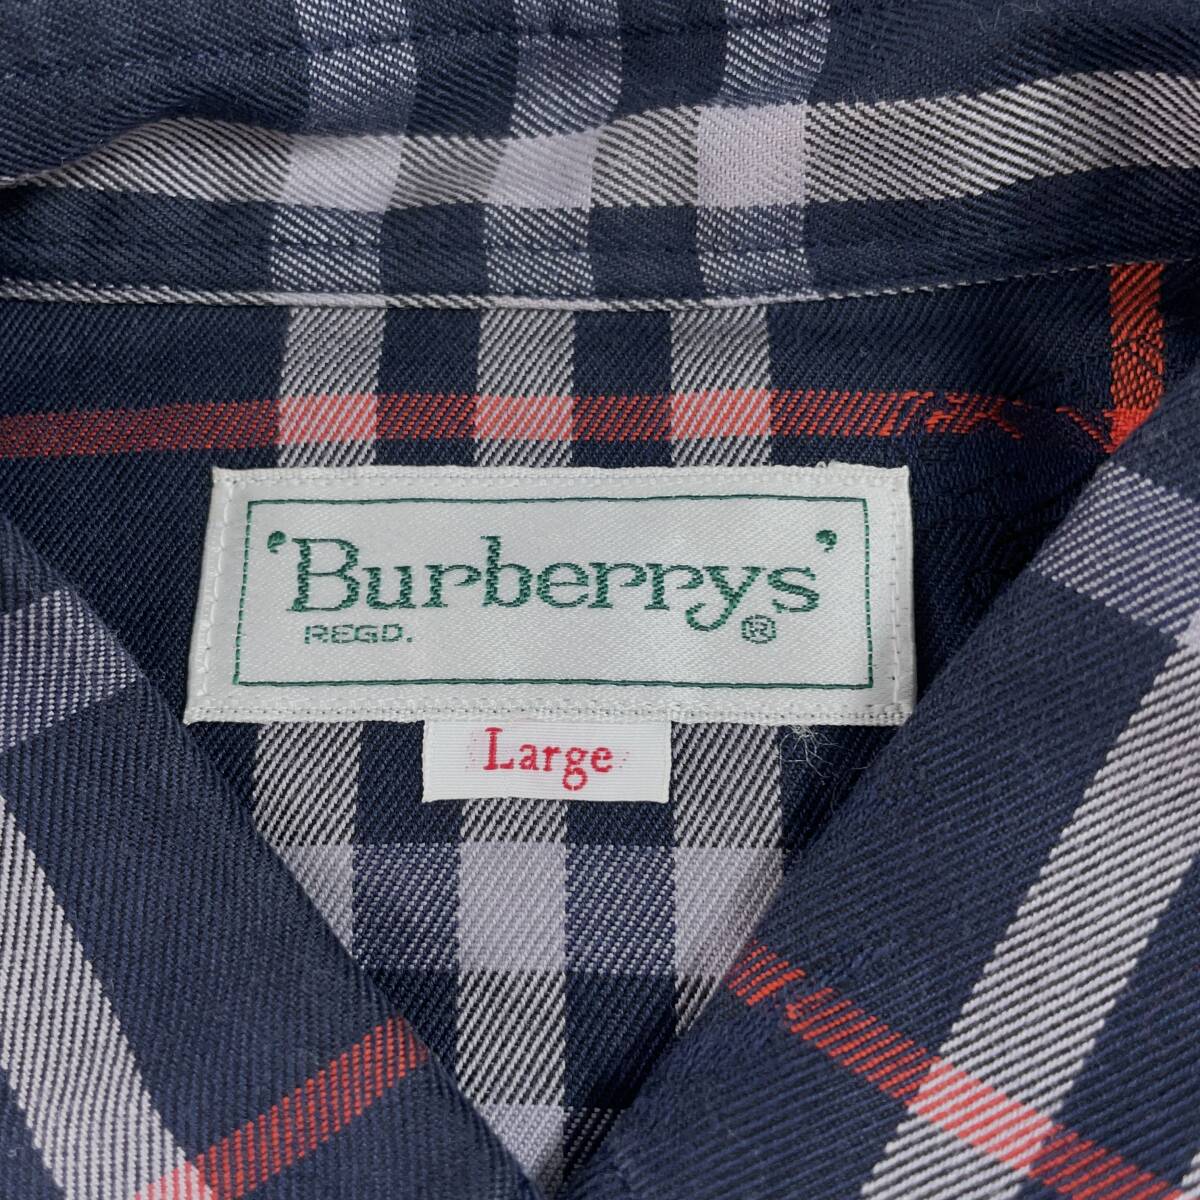 'Burberrys'
REGD. ®
Large